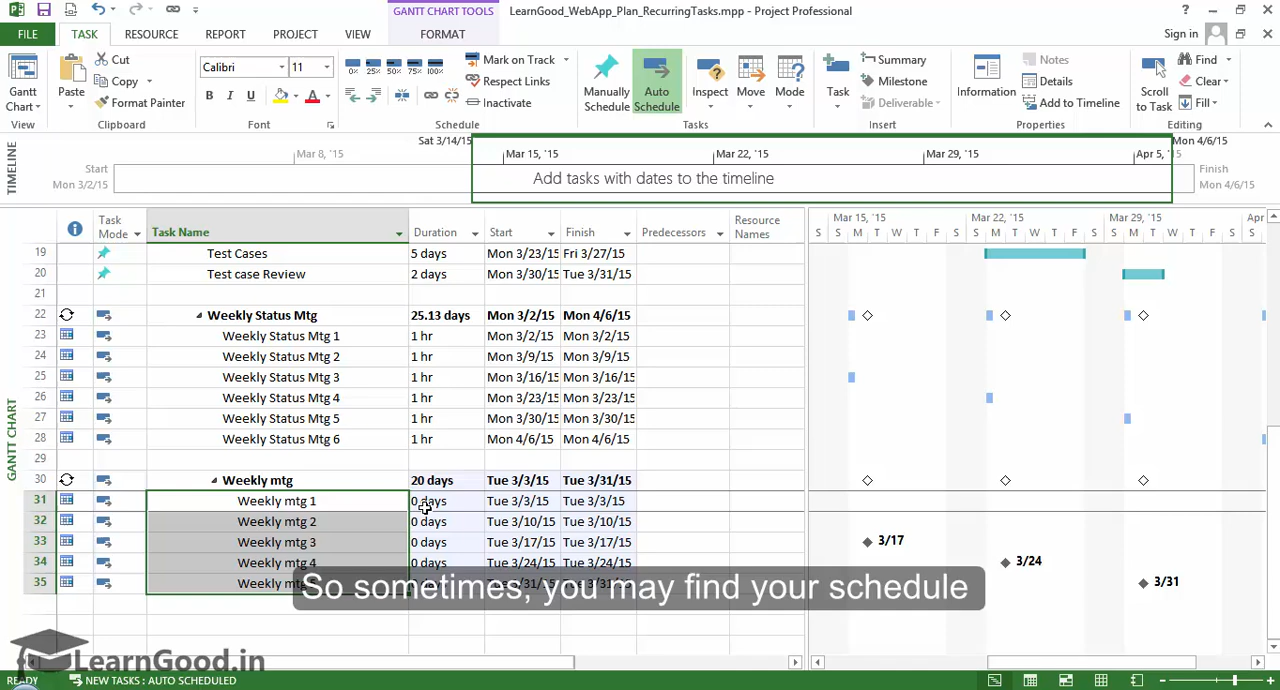 GANTT CHART TOOLS
LearnGood_WebApp_Plan_RecurringTasks.mpp - Project Professional
FILE TASK RESOURCE REPORT PROJECT VIEW FORMAT Sign in
Gantt Chart
View
Paste
Cut
Copy
Format Painter
Clipboard
Calibri 11
B I U A
Font
0% 25% 50% 75% 100%
Mark on Track
Respect Links
Inactivate
Schedule
Manually Schedule
Auto Schedule
Inspect
Move
Mode
Tasks
Task
Summary
Milestone
Deliverable
Insert
Information
Notes
Details
Add to Timeline
Properties
Scroll to Task
Find
Clear
Fill
Editing
TIMELINE
Sat 3/14/15 Mon 4/6/15
Mar 8, '15 Mar 15, '15 Mar 22, '15 Mar 29, '15 Apr 5, '15
Start
Mon 3/2/15
Add tasks with dates to the timeline
Finish
Mon 4/6/15
GANTT CHART
Task Mode Task Name Duration Start Finish Predecessors Resource Names
Mar 15, '15 Mar 22, '15 Mar 29, '15 Apr
S S M T W T F S S M T W T F S S M T W T F S S
19 Test Cases 5 days Mon 3/23/15 Fri 3/27/15
20 Test case Review 2 days Mon 3/30/15 Tue 3/31/15
21
22 Weekly Status Mtg 25.13 days Mon 3/2/15 Mon 4/6/15
23 Weekly Status Mtg 1 1 hr Mon 3/2/15 Mon 3/2/15
24 Weekly Status Mtg 2 1 hr Mon 3/9/15 Mon 3/9/15
25 Weekly Status Mtg 3 1 hr Mon 3/16/15 Mon 3/16/15
26 Weekly Status Mtg 4 1 hr Mon 3/23/15 Mon 3/23/15
27 Weekly Status Mtg 5 1 hr Mon 3/30/15 Mon 3/30/15
28 Weekly Status Mtg 6 1 hr Mon 4/6/15 Mon 4/6/15
29
30 Weekly mtg 20 days Tue 3/3/15 Tue 3/31/15
31 Weekly mtg 1 0 days Tue 3/3/15 Tue 3/3/15
32 Weekly mtg 2 0 days Tue 3/10/15 Tue 3/10/15
33 Weekly mtg 3 0 days Tue 3/17/15 Tue 3/17/15 3/17
34 Weekly mtg 4 0 days Tue 3/24/15 Tue 3/24/15 3/24
35 Weekly 3/31
So sometimes, you may find your schedule
LearnGood.in
READY NEW TASKS : AUTO SCHEDULED